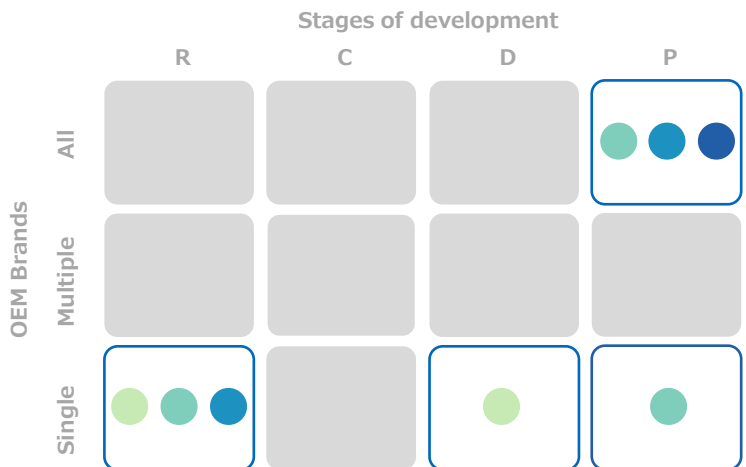 Stages of development
R C D P
OEM Brands
All
Multiple
Single